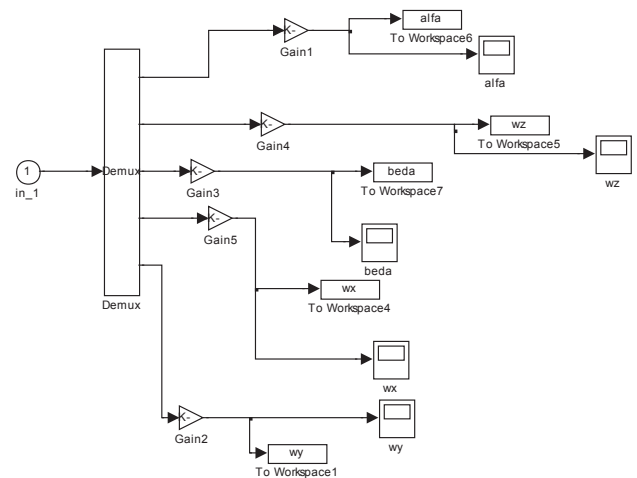 alfa
K-
Gain1
To Workspace6
alfa
K-
Gain4
wz
To Workspace5
wz
1
in_1
Demux
Demux
K-
Gain3
beda
To Workspace7
beda
K-
Gain5
wx
To Workspace4
wx
K-
Gain2
wy
wy
To Workspace1